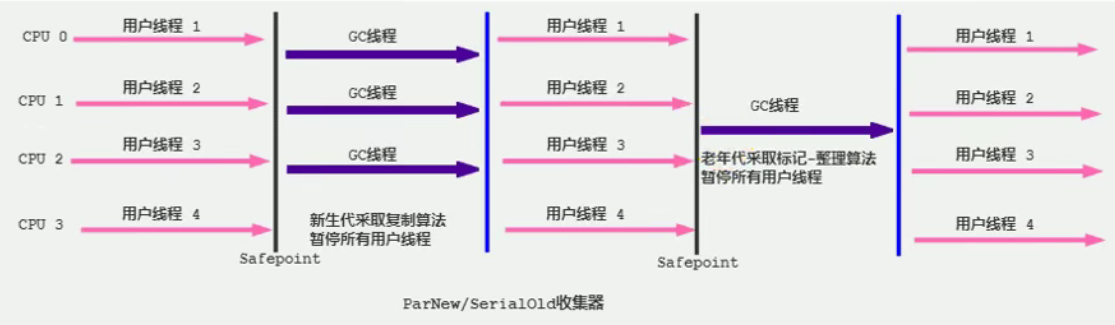 CPU 0
用户线程 1
GC线程
用户线程 1
用户线程 1
CPU 1
用户线程 2
GC线程
用户线程 2
GC线程
用户线程 2
CPU 2
用户线程 3
GC线程
用户线程 3
老年代采取标记-整理算法
暂停所有用户线程
用户线程 3
CPU 3
用户线程 4
新生代采取复制算法
暂停所有用户线程
用户线程 4
用户线程 4
Safepoint
Safepoint
ParNew/SerialOld收集器